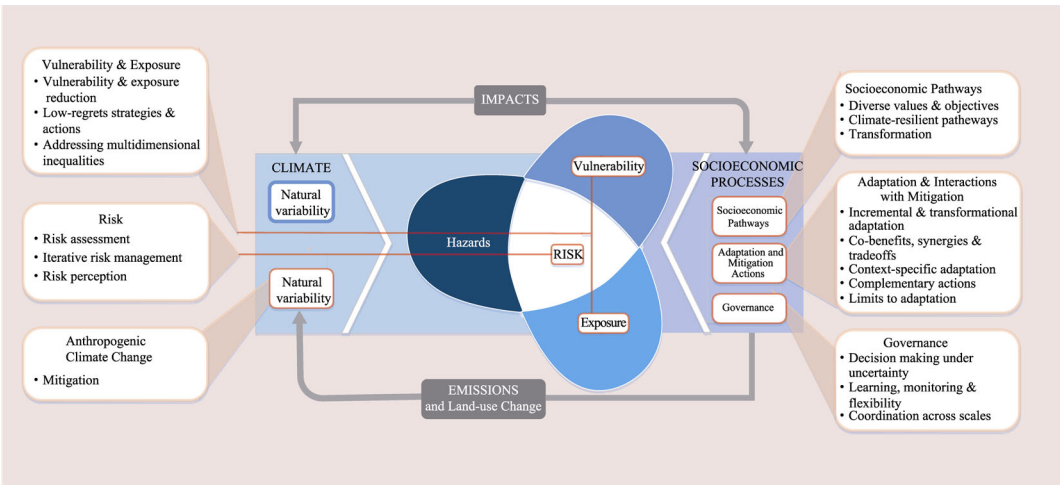 Vulnerability & Exposure
• Vulnerability & exposure
reduction
• Low-regrets strategies &
actions
• Addressing multidimensional
inequalities
Risk
• Risk assessment
• Iterative risk management
• Risk perception
Anthropogenic
Climate Change
• Mitigation
IMPACTS
CLIMATE
Natural
variability
Natural
variability
Hazards
Vulnerability
RISK
Exposure
EMISSIONS
and Land-use Change
SOCIOECONOMIC
PROCESSES
Socioeconomic
Pathways
Adaptation and
Mitigation
Actions
Governance
Socioeconomic Pathways
• Diverse values & objectives
• Climate-resilient patheways
• Transformation
Adaptation & Interactions
with Mitigation
• Incremental & transformational
adaptation
• Co-benefits, synergies &
tradeoffs
• Context-specific adaptation
• Complementary actions
• Limits to adaptation
Governance
• Decision making under
uncertainty
• Learning, monitoring &
flexibility
• Coordination across scales